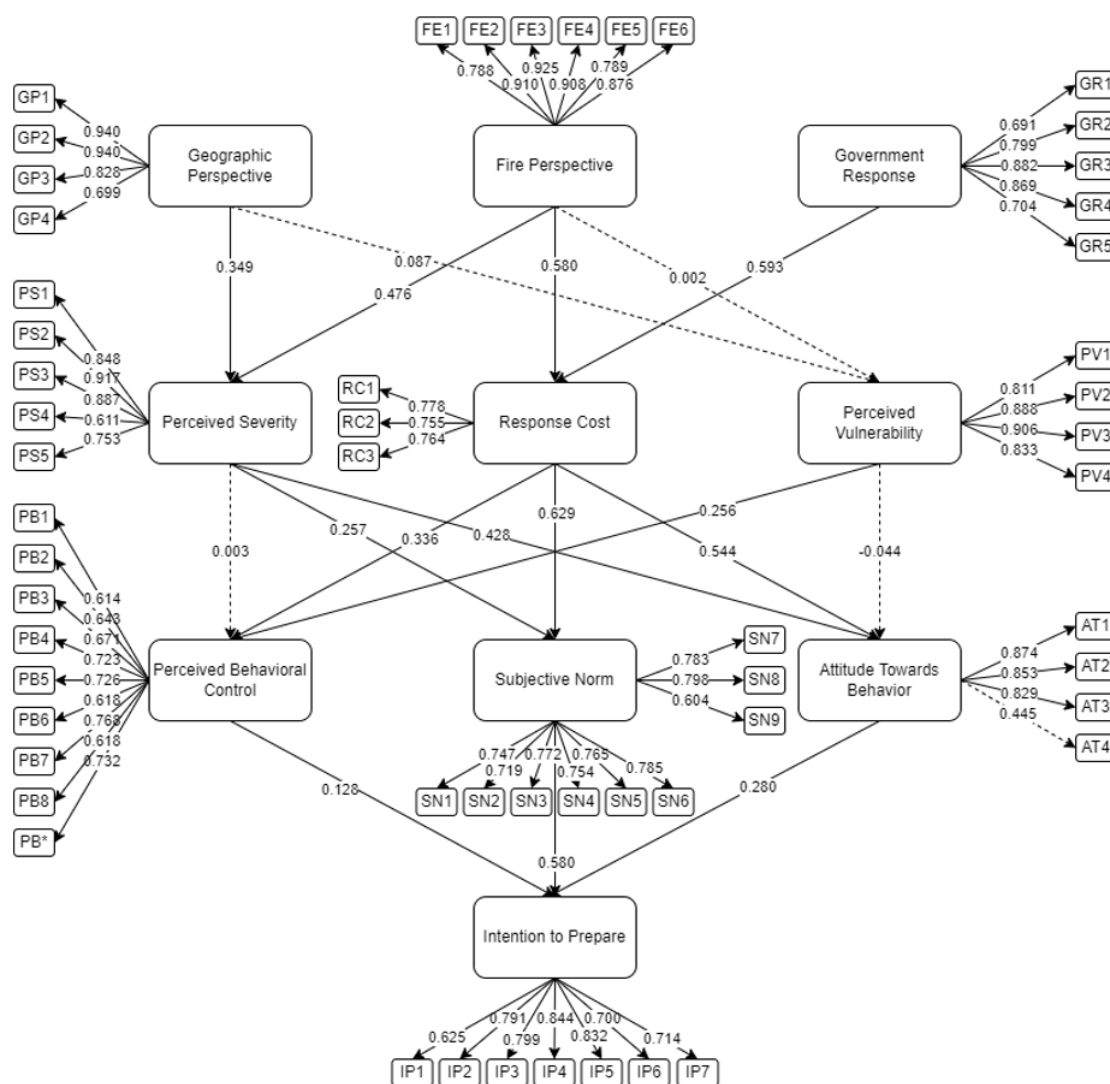 FE1 FE2 FE3 FE4 FE5 FE6
0.788 0.910 0.925 0.908 0.789 0.876
GP1
GP2
GP3
GP4
0.940
0.940
0.828
0.699
Geographic
Perspective
Fire Perspective
Government
Response
0.691
0.799
0.882
0.869
0.704
GR1
GR2
GR3
GR4
GR5
0.349
0.476
0.087
0.580
0.002
0.593
PS1
PS2
PS3
PS4
PS5
0.848
0.917
0.887
0.611
0.753
Perceived Severity
RC1
RC2
RC3
0.778
0.755
0.764
Response Cost
Perceived
Vulnerability
0.811
0.888
0.906
0.833
PV1
PV2
PV3
PV4
0.003
0.257
0.336
0.428
0.629
0.256
0.544
-0.044
PB1
PB2
PB3
PB4
PB5
PB6
PB7
PB8
PB*
0.614
0.643
0.671
0.723
0.726
0.618
0.768
0.618
0.732
Perceived Behavioral
Control
Subjective Norm
0.783
0.798
0.604
SN7
SN8
SN9
Attitude Towards
Behavior
0.874
0.853
0.829
0.445
AT1
AT2
AT3
AT4
0.747 0.719 0.772 0.754 0.765 0.785
SN1 SN2 SN3 SN4 SN5 SN6
0.128
0.580
0.280
Intention to Prepare
0.625 0.791 0.799 0.844 0.832 0.700 0.714
IP1 IP2 IP3 IP4 IP5 IP6 IP7